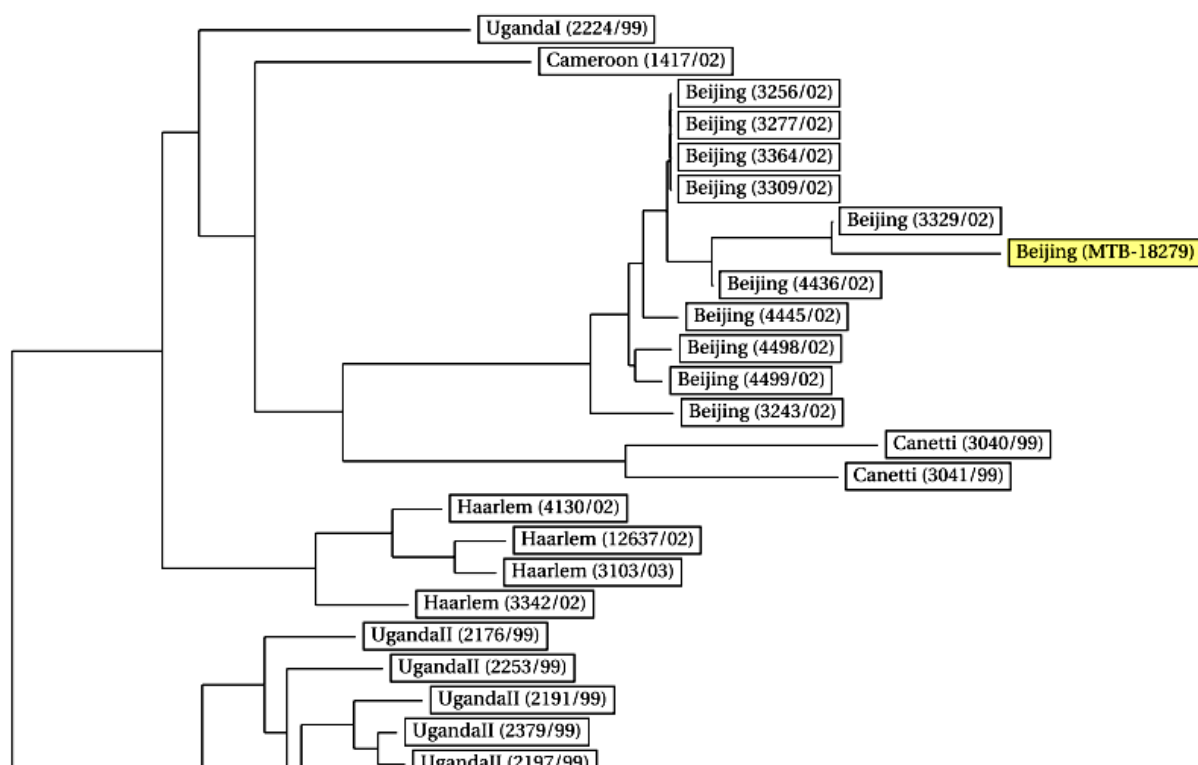 UgandaI (2224/99)
Cameroon (1417/02)
Beijing (3256/02)
Beijing (3277/02)
Beijing (3364/02)
Beijing (3309/02)
Beijing (3329/02)
Beijing (MTB-18279)
Beijing (4436/02)
Beijing (4445/02)
Beijing (4498/02)
Beijing (4499/02)
Beijing (3243/02)
Canetti (3040/99)
Canetti (3041/99)
Haarlem (4130/02)
Haarlem (12637/02)
Haarlem (3103/03)
Haarlem (3342/02)
UgandaII (2176/99)
UgandaII (2253/99)
UgandaII (2191/99)
UgandaII (2379/99)
UgandaII (2197/99)